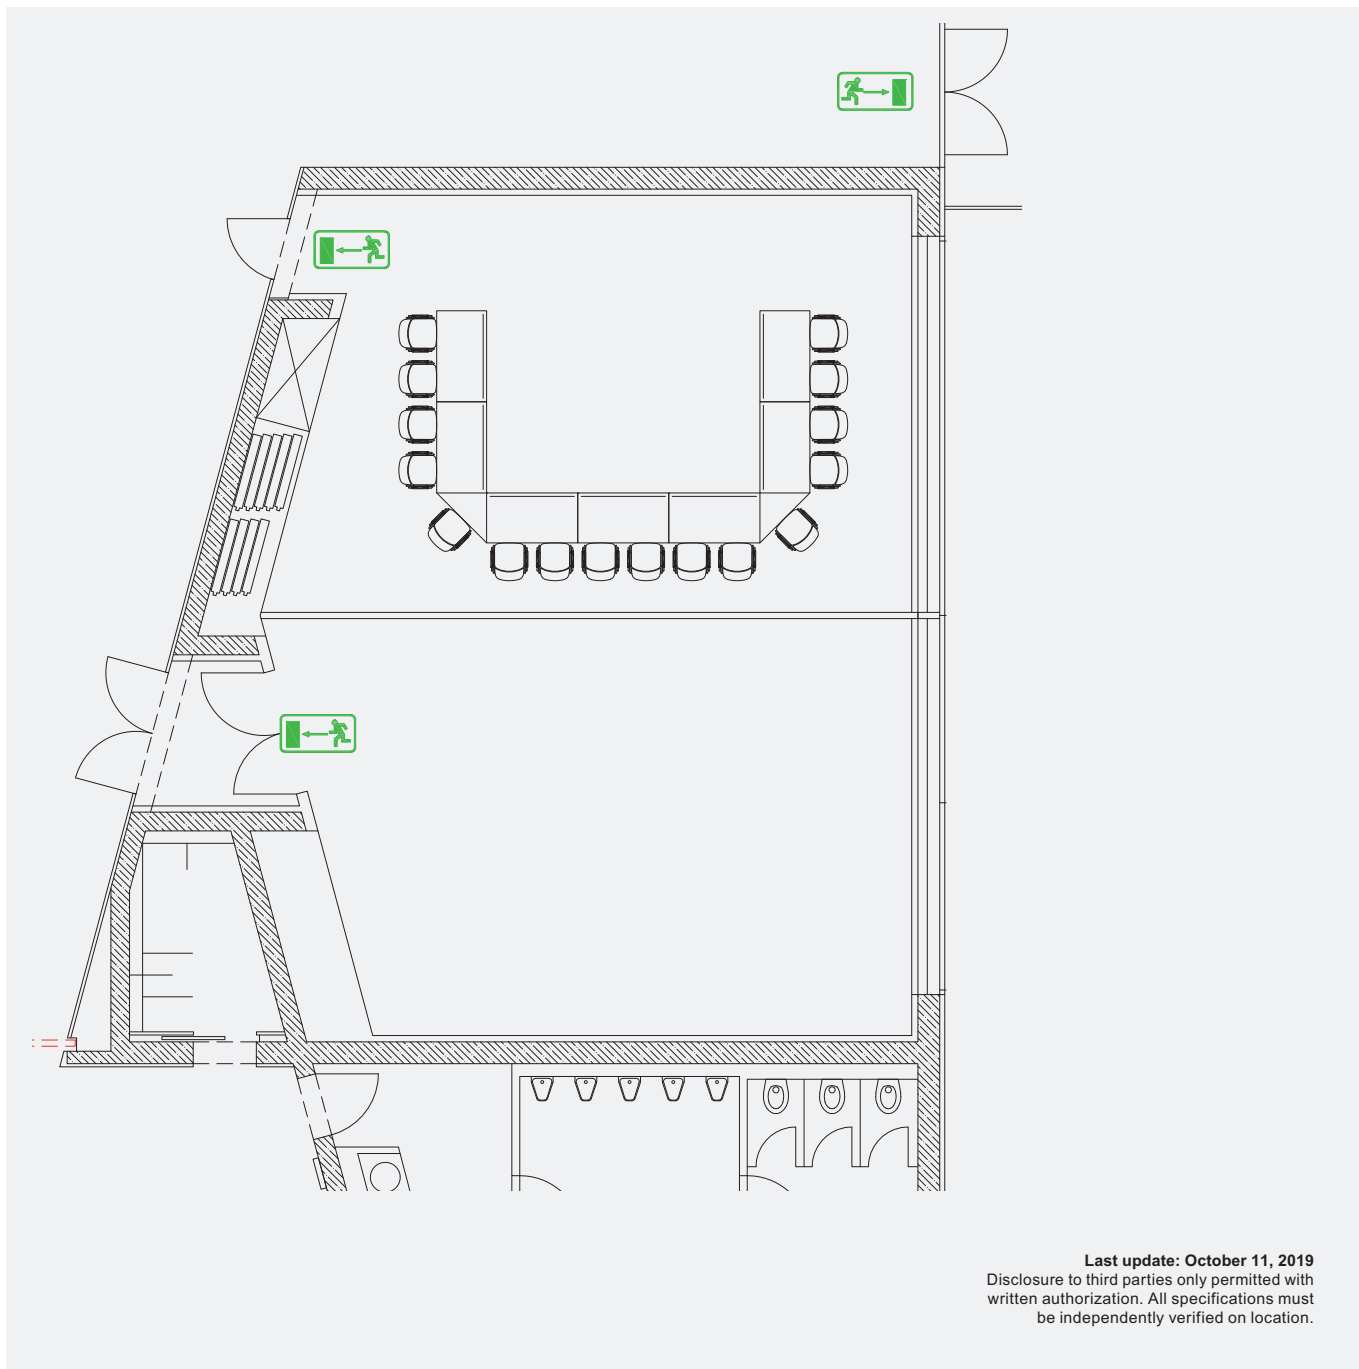 Last update: October 11, 2019
Disclosure to third parties only permitted with
written authorization. All specifications must
be independently verified on location.